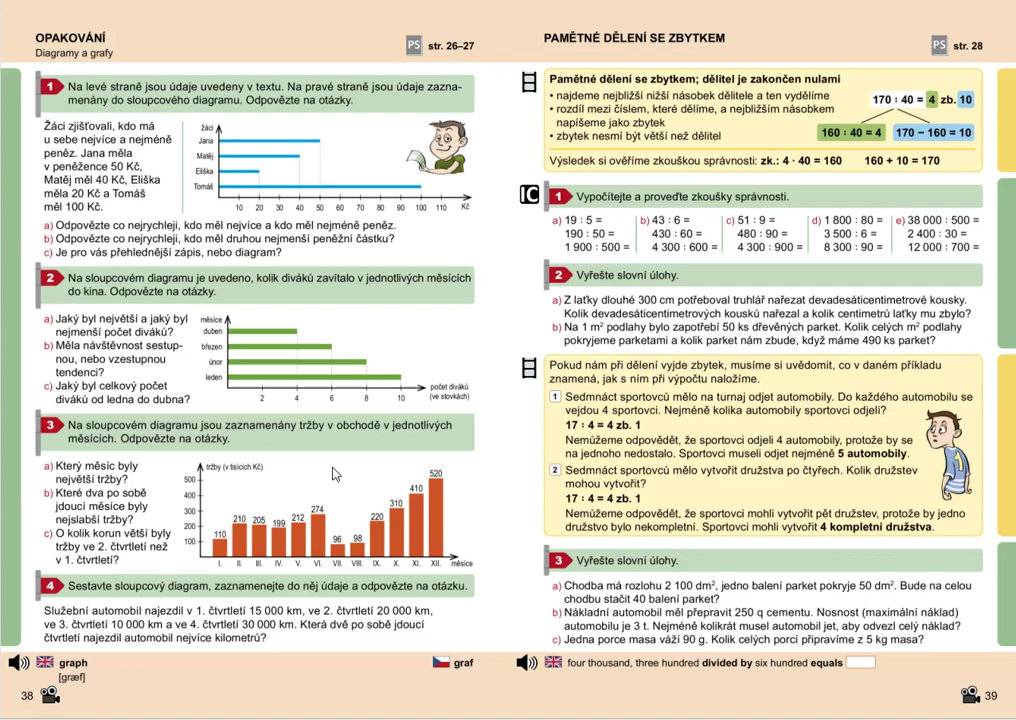 OPAKOVÁNÍ
Diagramy a grafy
PS str. 26–27
1 Na levé straně jsou údaje uvedeny v textu. Na pravé straně jsou údaje zazna-
menány do sloupcového diagramu. Odpovězte na otázky.
Žáci zjišťovali, kdo má
u sebe nejvíce a nejméně
peněz. Jana měla
v peněžence 50 Kč,
Matěj měl 40 Kč, Eliška
měla 20 Kč a Tomáš
měl 100 Kč.
žáci
Jana
Matěj
Eliška
Tomáš
10 20 30 40 50 60 70 80 90 100 110 Kč
a) Odpovězte co nejrychleji, kdo měl nejvíce a kdo měl nejméně peněz.
b) Odpovězte co nejrychleji, kdo měl druhou nejmenší peněžní částku?
c) Je pro vás přehlednější zápis, nebo diagram?
2 Na sloupcovém diagramu je uvedeno, kolik diváků zavítalo v jednotlivých měsících
do kina. Odpovězte na otázky.
a) Jaký byl největší a jaký byl
nejmenší počet diváků?
b) Měla návštěvnost sestup-
nou, nebo vzestupnou
tendenci?
c) Jaký byl celkový počet
diváků od ledna do dubna?
měsíce
duben
březen
únor
leden
2 4 6 8 10
počet diváků
(ve stovkách)
3 Na sloupcovém diagramu jsou zaznamenány tržby v obchodě v jednotlivých
měsících. Odpovězte na otázky.
a) Který měsíc byly
největší tržby?
b) Které dva po sobě
jdoucí měsíce byly
nejslabší tržby?
c) O kolik korun větší byly
tržby ve 2. čtvrtletí než
v 1. čtvrtletí?
tržby (v tisících Kč)
500
400
300
200
100
110 210 205 199 212 274 96 98 220 310 410 520
I. II. III. IV. V. VI. VII. VIII. IX. X. XI. XII. měsíce
4 Sestavte sloupcový diagram, zaznamenejte do něj údaje a odpovězte na otázku.
Služební automobil najezdil v 1. čtvrtletí 15 000 km, ve 2. čtvrtletí 20 000 km,
ve 3. čtvrtletí 10 000 km a ve 4. čtvrtletí 30 000 km. Která dvě po sobě jdoucí
čtvrtletí najezdil automobil nejvíce kilometrů?
graph
[græf]
graf
38
PAMĚTNÉ DĚLENÍ SE ZBYTKEM
PS str. 28
Pamětné dělení se zbytkem; dělitel je zakončen nulami
• najdeme nejbližší nižší násobek dělitele a ten vydělíme
• rozdíl mezi číslem, které dělíme, a nejbližším násobkem
napíšeme jako zbytek
• zbytek nesmí být větší než dělitel
170 : 40 = 4 zb. 10
160 : 40 = 4 170 − 160 = 10
Výsledek si ověříme zkouškou správnosti: zk.: 4 · 40 = 160 160 + 10 = 170
IC
1 Vypočítejte a proveďte zkoušky správnosti.
a) 19 : 5 =
190 : 50 =
1 900 : 500 =
b) 43 : 6 =
430 : 60 =
4 300 : 600 =
c) 51 : 9 =
480 : 90 =
4 300 : 900 =
d) 1 800 : 80 =
3 500 : 6 =
8 300 : 90 =
e) 38 000 : 500 =
2 400 : 30 =
12 000 : 700 =
2 Vyřešte slovní úlohy.
a) Z laťky dlouhé 300 cm potřeboval truhlář nařezat devadesáticentimetrové kousky.
Kolik devadesáticentimetrových kousků nařezal a kolik centimetrů laťky mu zbylo?
b) Na 1 m² podlahy bylo zapotřebí 50 ks dřevěných parket. Kolik celých m² podlahy
pokryjeme parketami a kolik parket nám zbude, když máme 490 ks parket?
Pokud nám při dělení vyjde zbytek, musíme si uvědomit, co v daném příkladu
znamená, jak s ním při výpočtu naložíme.
1 Sedmnáct sportovců mělo na turnaj odjet automobily. Do každého automobilu se
vejdou 4 sportovci. Nejméně kolika automobily sportovci odjeli?
17 : 4 = 4 zb. 1
Nemůžeme odpovědět, že sportovci odjeli 4 automobily, protože by se
na jednoho nedostalo. Sportovci museli odjet nejméně 5 automobily.
2 Sedmnáct sportovců mělo vytvořit družstva po čtyřech. Kolik družstev
mohou vytvořit?
17 : 4 = 4 zb. 1
Nemůžeme odpovědět, že sportovci mohli vytvořit pět družstev, protože by jedno
družstvo bylo nekompletní. Sportovci mohli vytvořit 4 kompletní družstva.
1
3 Vyřešte slovní úlohy.
a) Chodba má rozlohu 2 100 dm², jedno balení parket pokryje 50 dm². Bude na celou
chodbu stačit 40 balení parket?
b) Nákladní automobil měl přepravit 250 q cementu. Nosnost (maximální náklad)
automobilu je 3 t. Nejméně kolikrát musel automobil jet, aby odvezl celý náklad?
c) Jedna porce masa váží 90 g. Kolik celých porcí připravíme z 5 kg masa?
four thousand, three hundred divided by six hundred equals
39